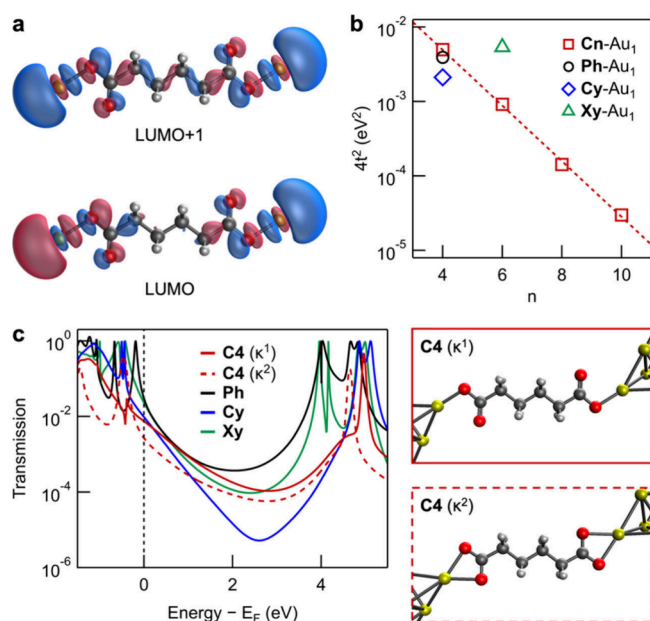 a
LUMO+1
LUMO
b
4t² (eV²)
10⁻²
10⁻³
10⁻⁴
10⁻⁵
4
6
8
10
n
Cn-Au₁
Ph-Au₁
Cy-Au₁
Xy-Au₁
c
Transmission
10⁰
10⁻²
10⁻⁴
10⁻⁶
0
2
4
Energy − E_F (eV)
C4 (κ¹)
C4 (κ²)
Ph
Cy
Xy
C4 (κ¹)
C4 (κ²)